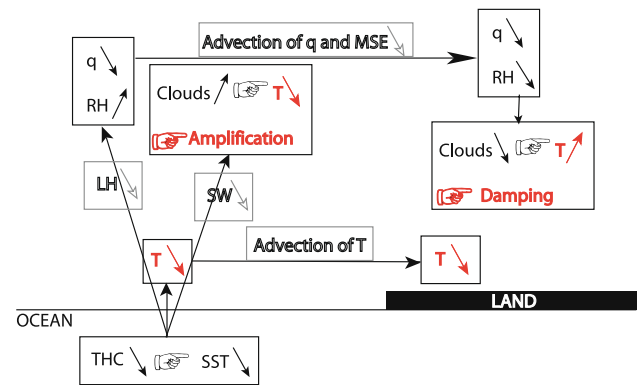 Advection of q and MSE
q
RH
q
RH
Clouds T
Amplification
Clouds T
Damping
LH
SW
T
Advection of T
T
LAND
OCEAN
THC SST